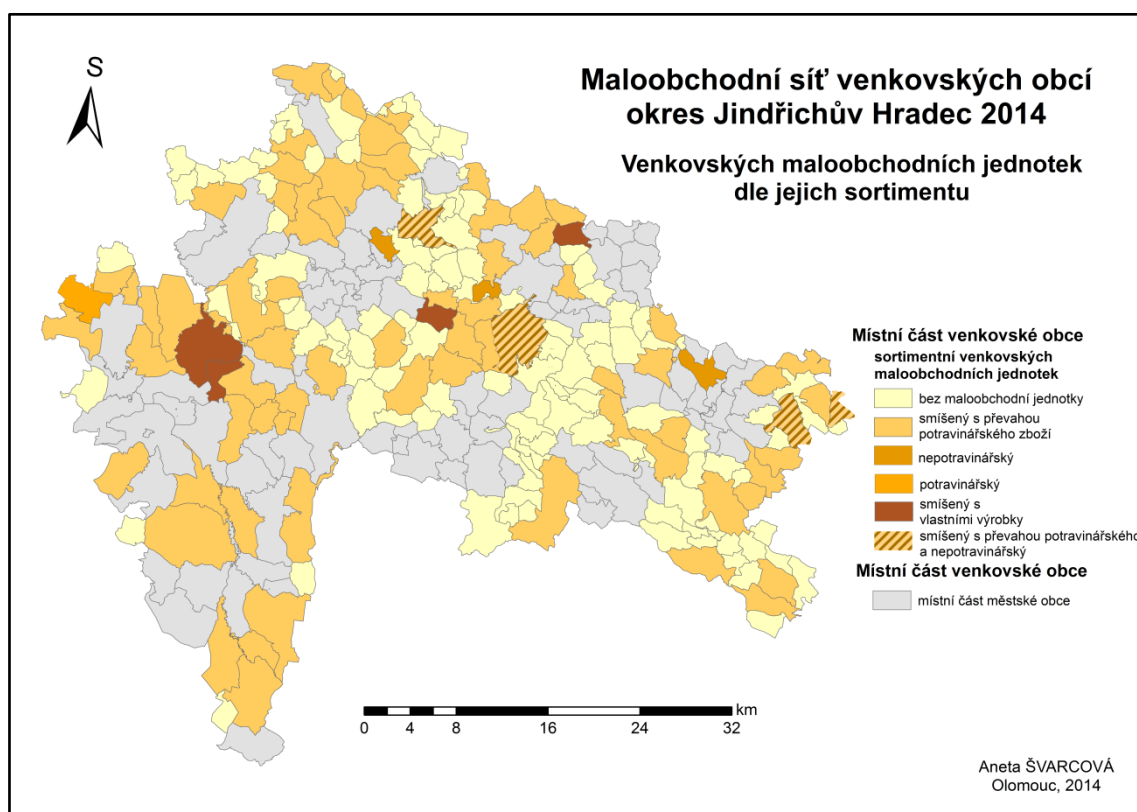 S
Maloobchodní síť venkovských obcí
okres Jindřichův Hradec 2014
Venkovských maloobchodních jednotek
dle jejich sortimentu
Místní část venkovské obce
sortimentní venkovských
maloobchodních jednotek
bez maloobchodní jednotky
smíšený s převahou
potravinářského zboží
nepotravinářský
potravinářský
smíšený s
vlastními výrobky
smíšený s převahou potravinářského
a nepotravinářský
Místní část venkovské obce
místní část městské obce
km
0 2 4 8 16 24 32
Aneta ŠVARCOVÁ
Olomouc, 2014